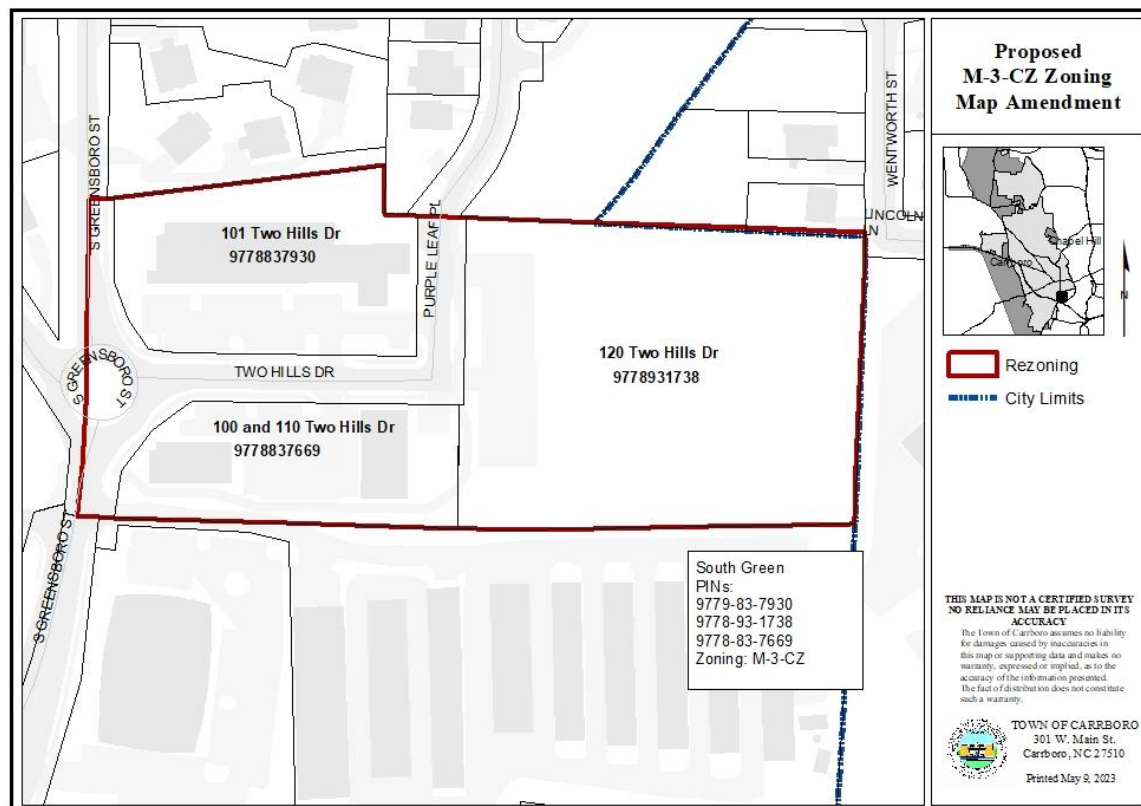 Proposed
M-3-CZ Zoning
Map Amendment
Chapel Hill
Carrboro
N
Rezoning
City Limits
THIS MAP IS NOT A CERTIFIED SURVEY
NO RELIANCE MAY BE PLACED IN ITS
ACCURACY
The Town of Carrboro assumes no liability
for damages caused by inaccuracies in
this map or supporting data and makes no
warranty, expressed or implied, as to the
accuracy of the information presented.
The fact of distribution does not constitute
such a warranty.
TOWN OF CARRBORO
301 W. Main St.
Carrboro, NC 27510
Printed May 9, 2023
S GREENSBORO ST
WENTWORTH ST
LINCOLN
LN
101 Two Hills Dr
9778837930
PURPLE LEAF PL
S GREENSBORO ST
TWO HILLS DR
120 Two Hills Dr
9778931738
100 and 110 Two Hills Dr
9778837669
S GREENSBORO ST
South Green
PINs:
9779-83-7930
9778-93-1738
9778-83-7669
Zoning: M-3-CZ